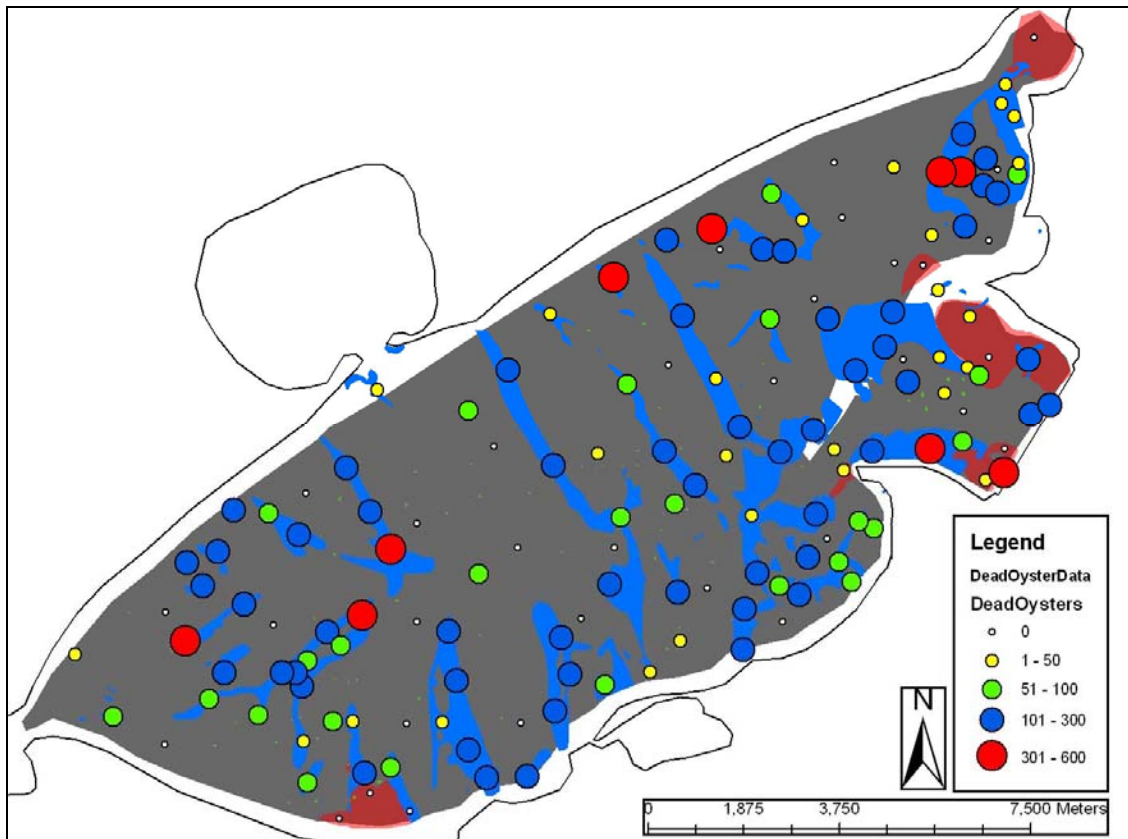 Legend
DeadOysterData
DeadOysters
0
1 - 50
51 - 100
101 - 300
301 - 600
N
0 1,875 3,750 7,500 Meters